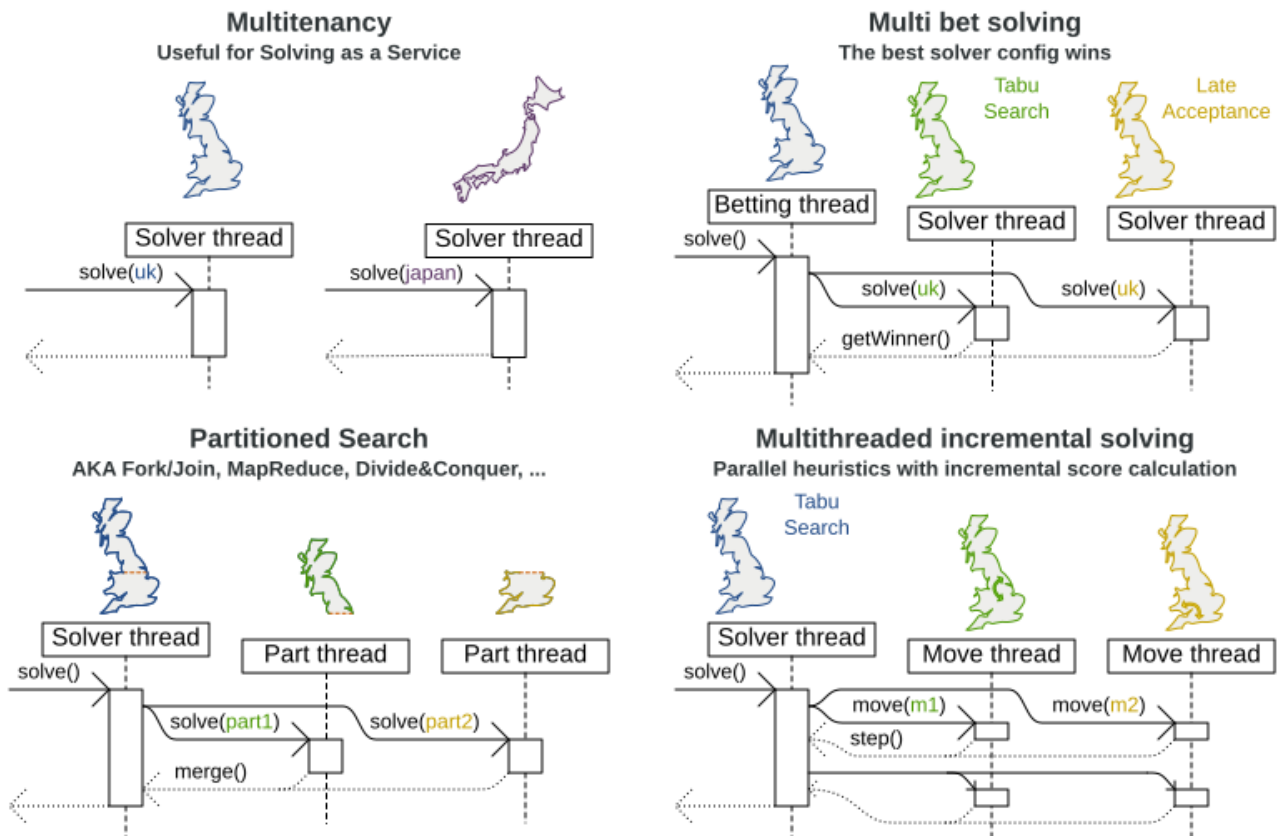 Multitenancy
Useful for Solving as a Service
Solver thread
Solver thread
solve(uk)
solve(japan)
Multi bet solving
The best solver config wins
Tabu
Search
Late
Acceptance
Betting thread
Solver thread
Solver thread
solve()
solve(uk)
solve(uk)
getWinner()
Partitioned Search
AKA Fork/Join, MapReduce, Divide&Conquer, ...
Solver thread
Part thread
Part thread
solve()
solve(part1)
solve(part2)
merge()
Multithreaded incremental solving
Parallel heuristics with incremental score calculation
Tabu
Search
Solver thread
Move thread
Move thread
solve()
move(m1)
move(m2)
step()